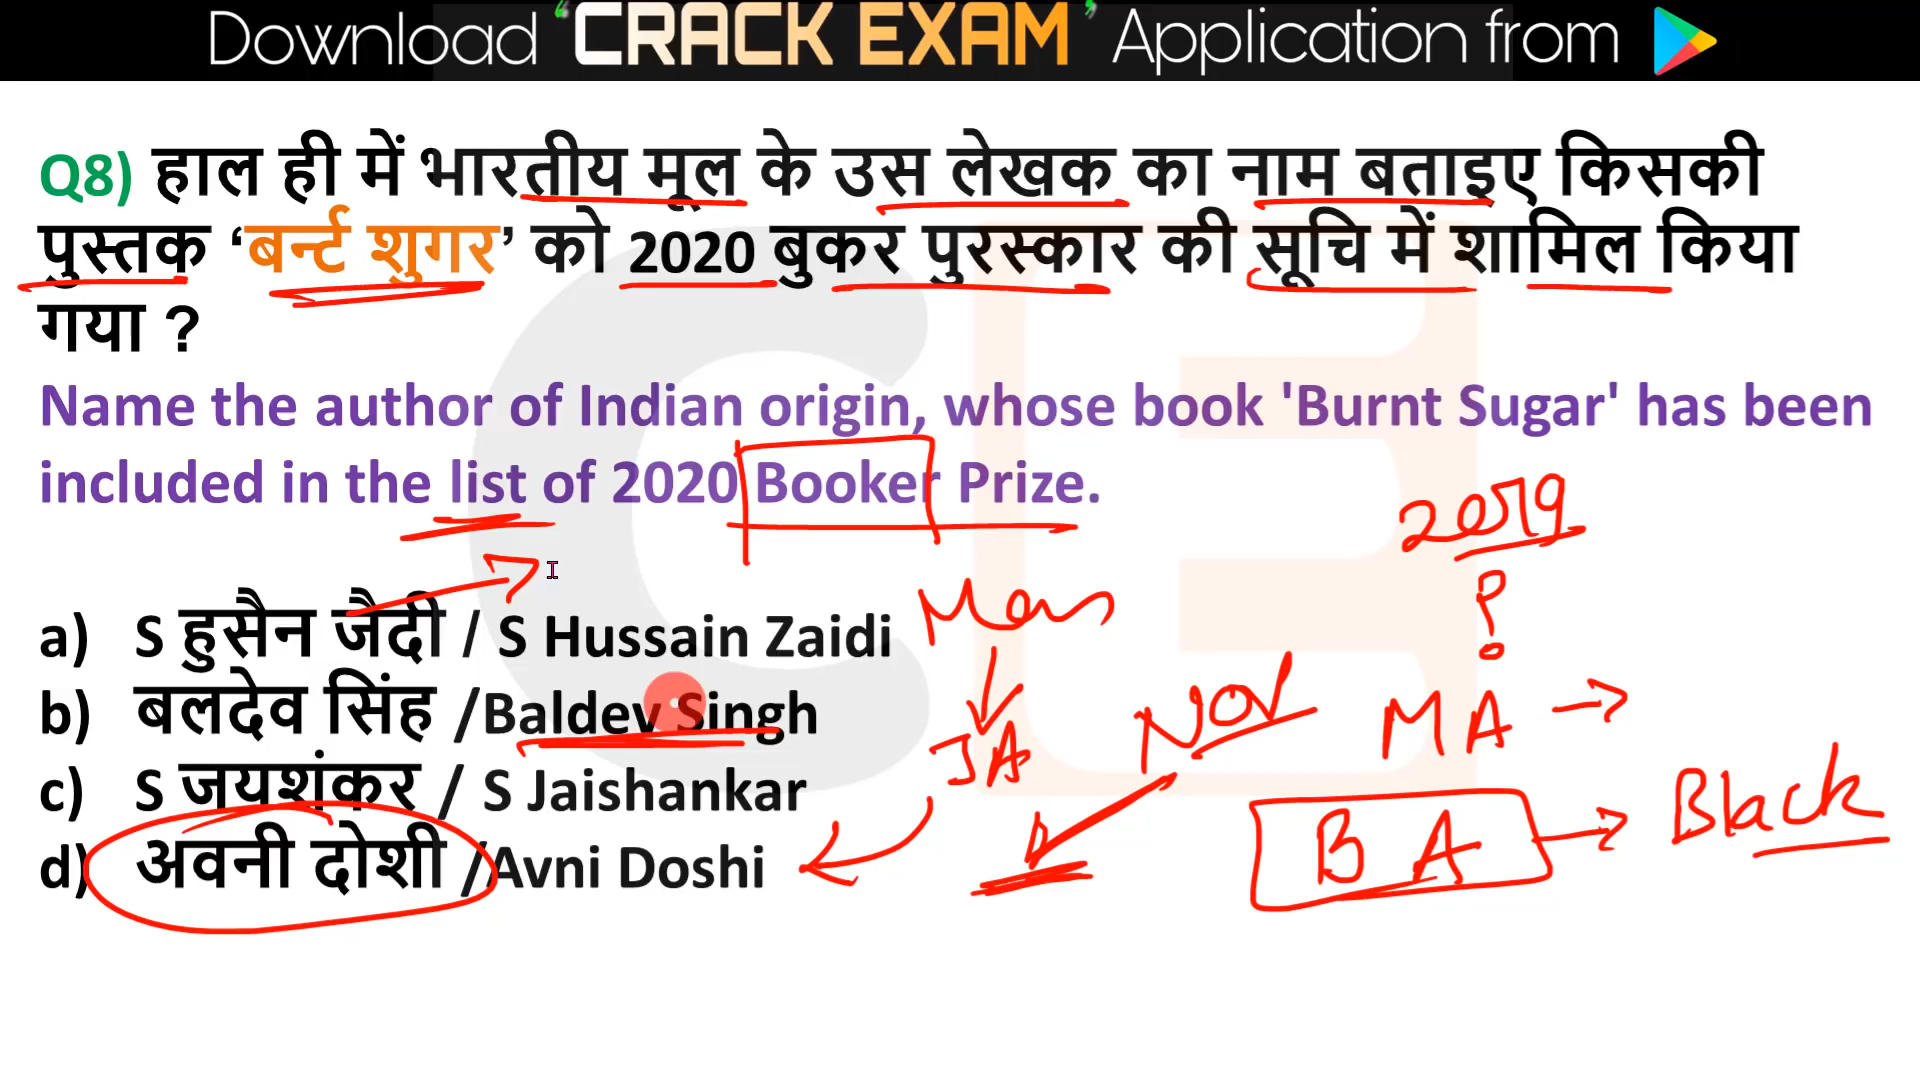 Download ‘CRACK EXAM’ Application from
Q8) हाल ही में भारतीय मूल के उस लेखक का नाम बताइए किसकी
पुस्तक ‘बर्न्ट शुगर’ को 2020 बुकर पुरस्कार की सूचि में शामिल किया
गया ?
Name the author of Indian origin, whose book 'Burnt Sugar' has been
included in the list of 2020 Booker Prize.
2019
?
a) S हुसैन जैदी / S Hussain Zaidi
Man
b) बलदेव सिंह /Baldev Singh
Nov
M A
c) S जयशंकर / S Jaishankar
JA
Black
d) अवनी दोशी /Avni Doshi
B A
CE